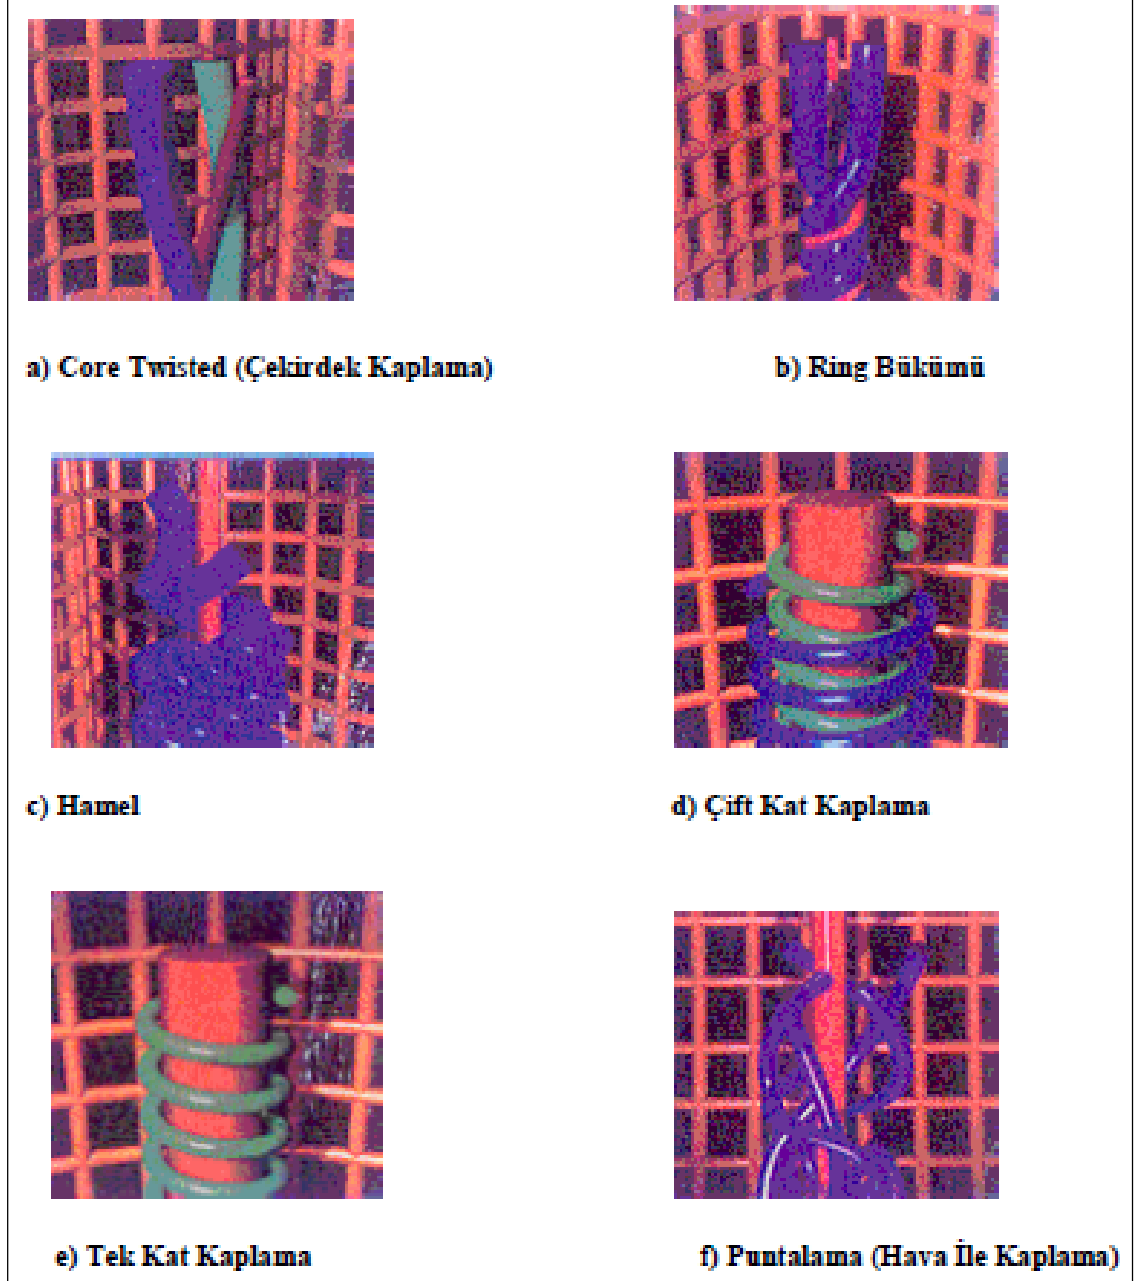 a) Core Twisted (Çekirdek Kaplama)
b) Ring Bükümü
c) Hamel
d) Çift Kat Kaplama
e) Tek Kat Kaplama
f) Puntalama (Hava İle Kaplama)